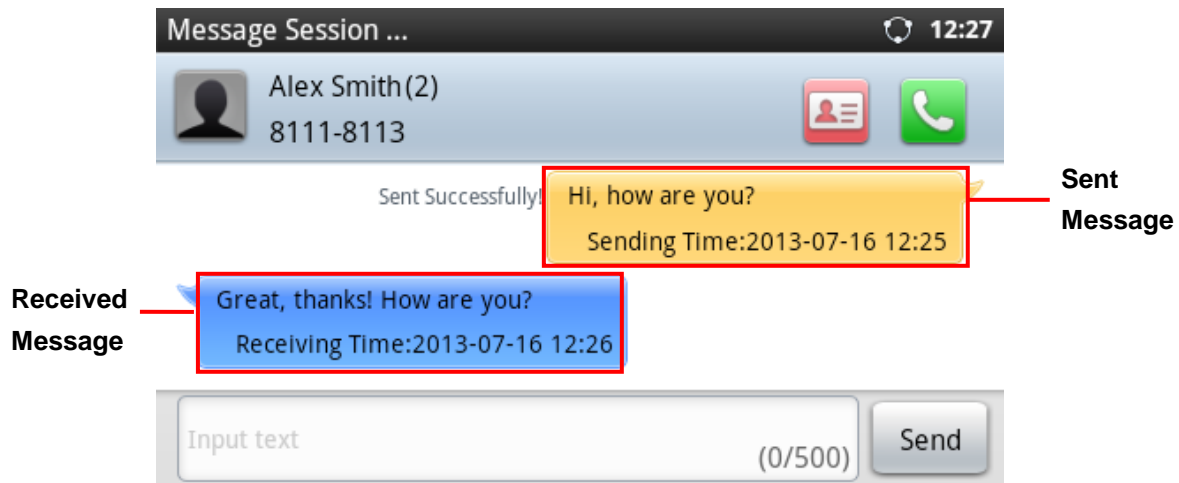 Message Session ...
12:27
Alex Smith(2)
8111-8113
Sent Successfully!
Hi, how are you?
Sending Time:2013-07-16 12:25
Sent
Message
Received
Message
Great, thanks! How are you?
Receiving Time:2013-07-16 12:26
Input text
(0/500)
Send